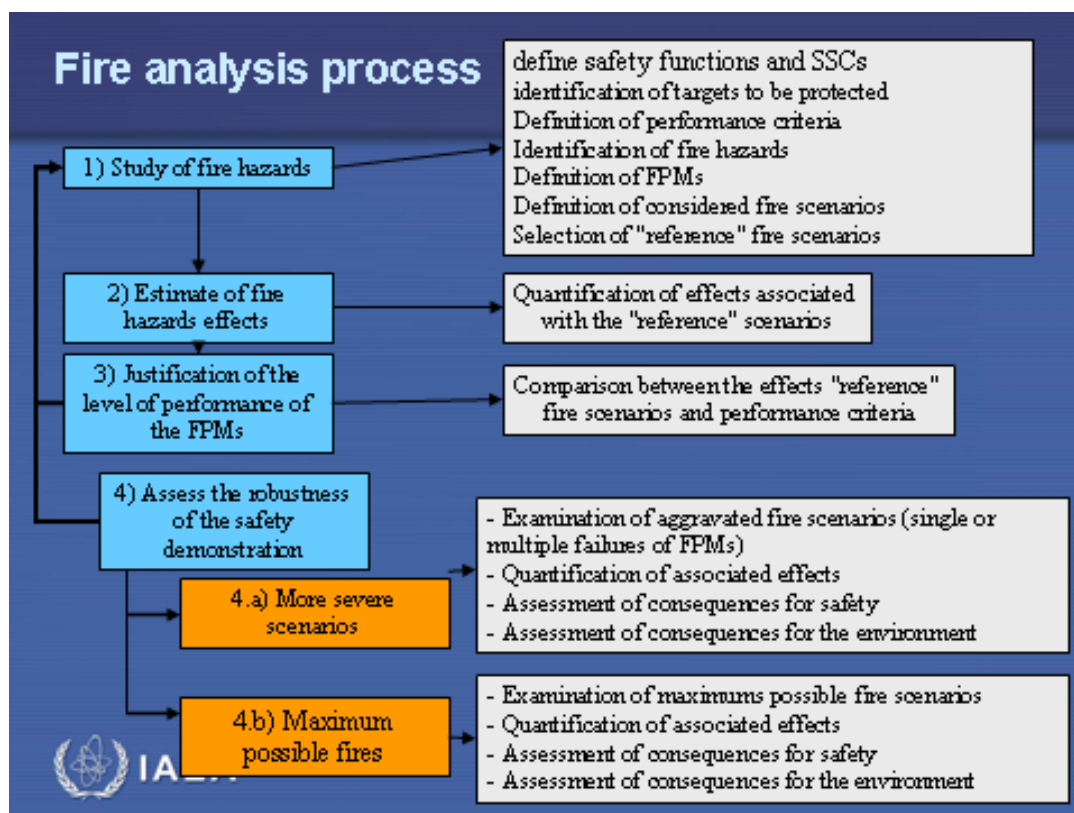 Fire analysis process
define safety functions and SSCs
identification of targets to be protected
Definition of performance criteria
Identification of fire hazards
Definition of FPMs
Definition of considered fire scenarios
Selection of "reference" fire scenarios
1) Study of fire hazards
2) Estimate of fire
hazards effects
Quantification of effects associated
with the "reference" scenarios
3) Justification of the
level of performance of
the FPMs
Comparison between the effects "reference"
fire scenarios and performance criteria
4) Assess the robustness
of the safety
demonstration
4.a) More severe
scenarios
- Examination of aggravated fire scenarios (single or
multiple failures of FPMs)
- Quantification of associated effects
- Assessment of consequences for safety
- Assessment of consequences for the environment
4.b) Maximum
possible fires
- Examination of maximums possible fire scenarios
- Quantification of associated effects
- Assessment of consequences for safety
- Assessment of consequences for the environment